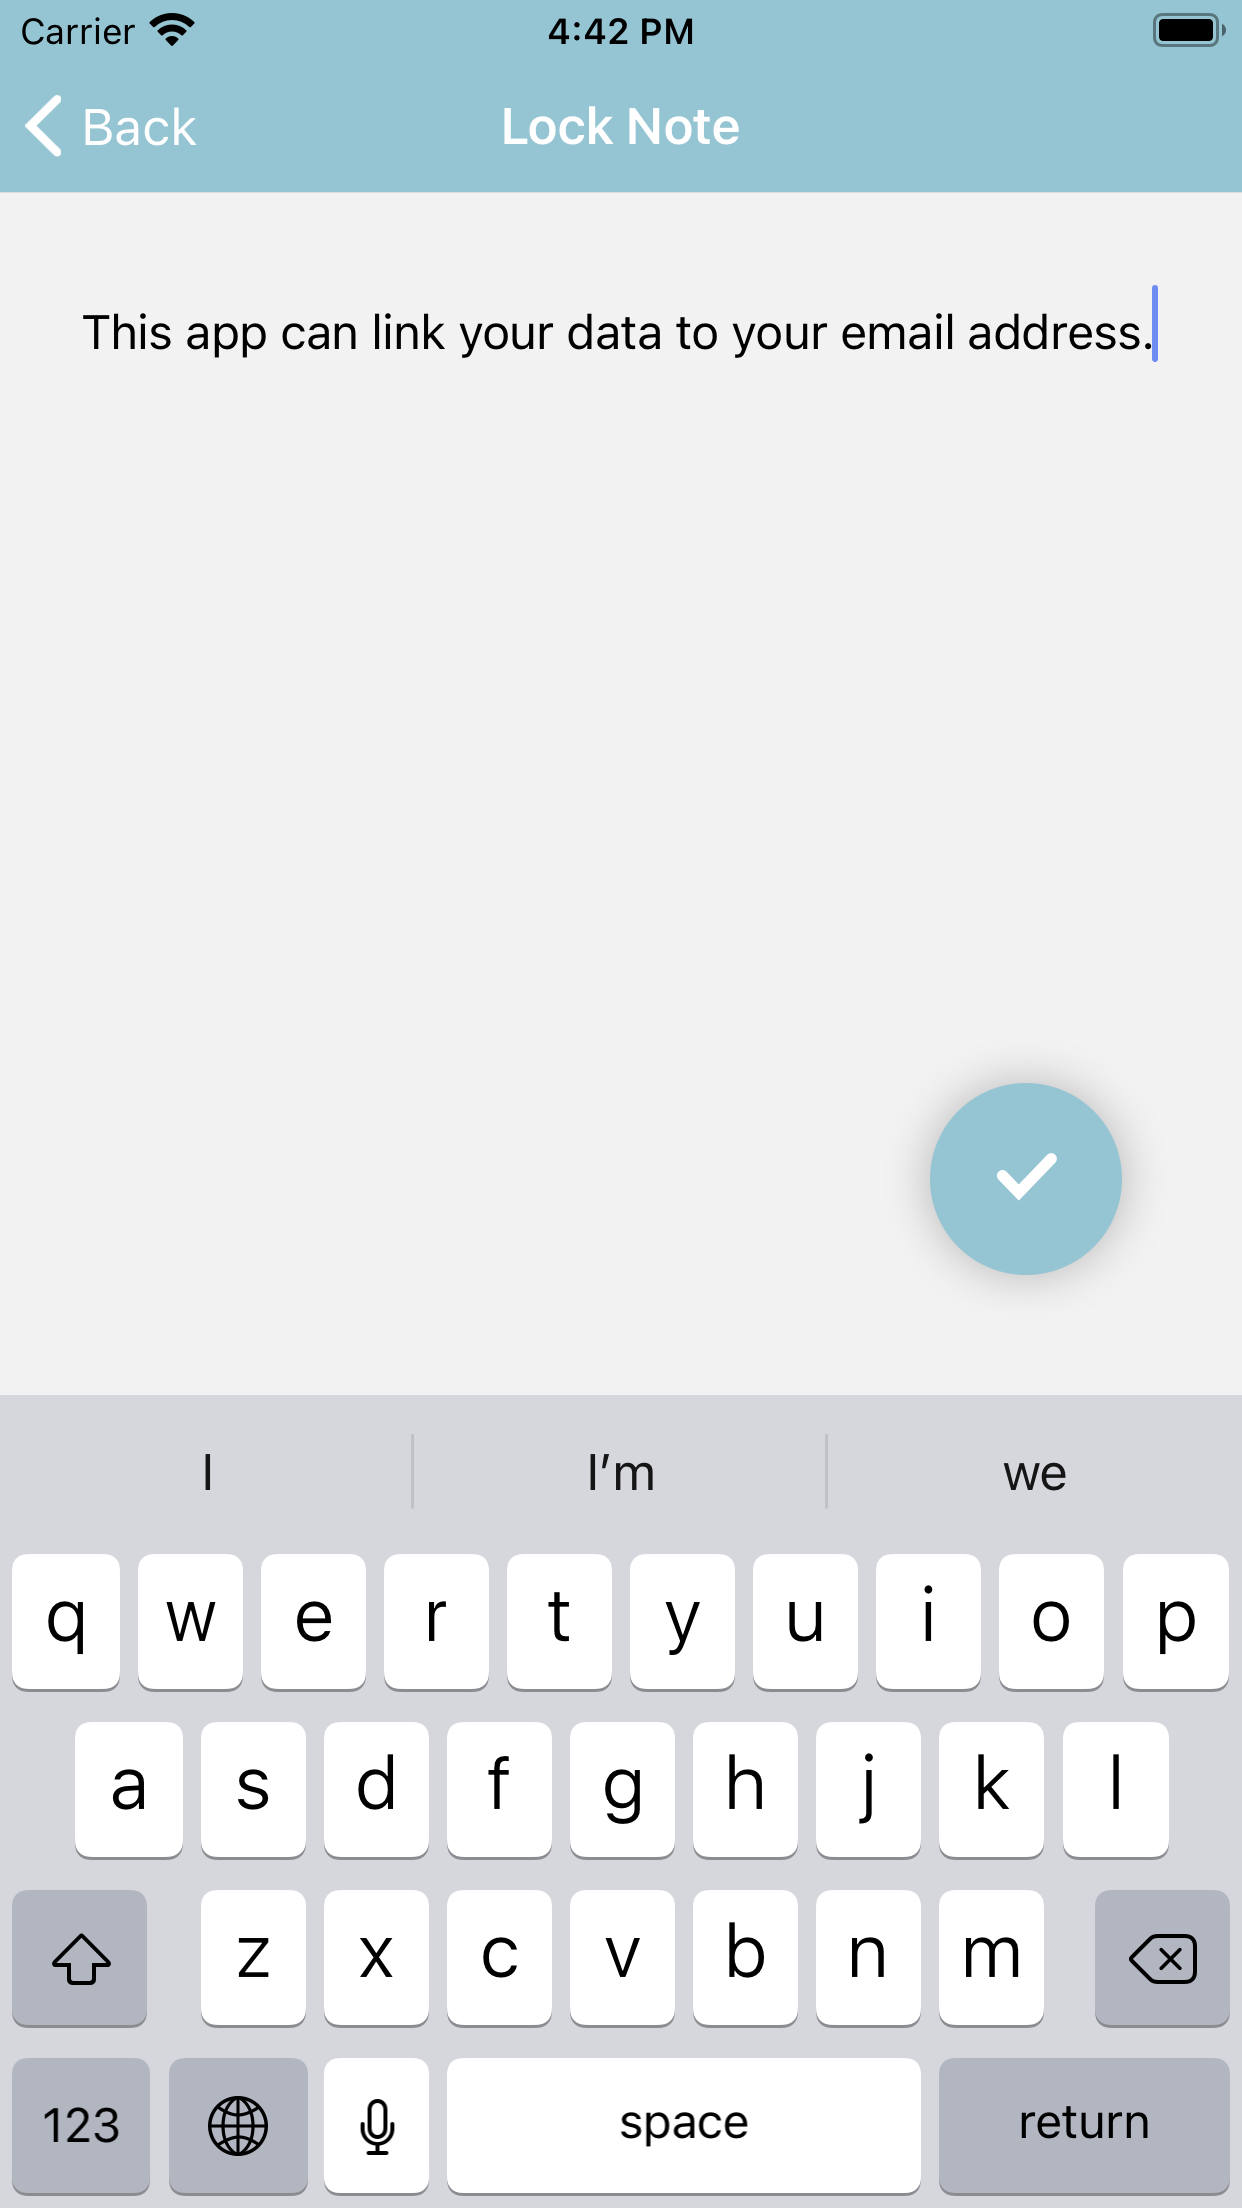 Carrier 4:42 PM
Back Lock Note
This app can link your data to your email address.
I I’m we
q w e r t y u i o p
a s d f g h j k l
z x c v b n m
123 space return